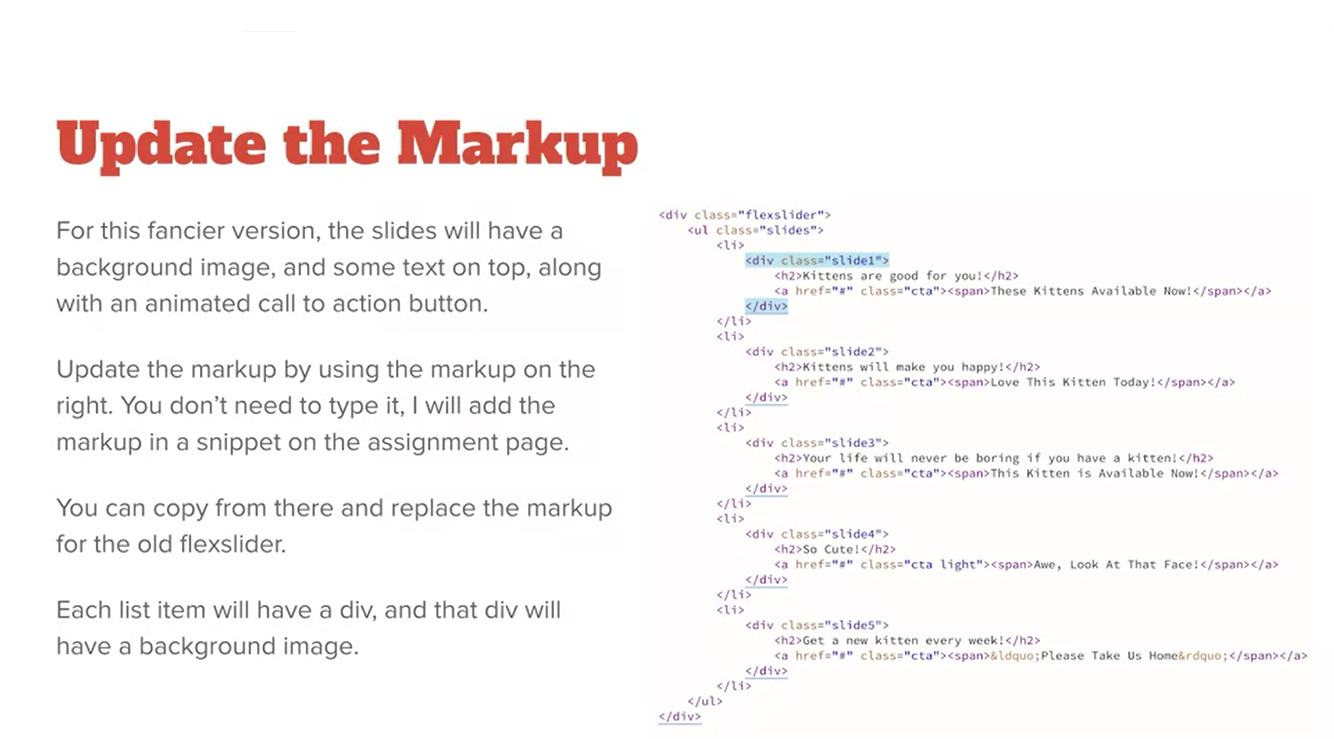 Update the Markup
For this fancier version, the slides will have a
background image, and some text on top, along
with an animated call to action button.
Update the markup by using the markup on the
right. You don’t need to type it, I will add the
markup in a snippet on the assignment page.
You can copy from there and replace the markup
for the old flexslider.
Each list item will have a div, and that div will
have a background image.
<div class="flexslider">
    <ul class="slides">
        <li>
            <div class="slide1">
                <h2>Kittens are good for you!</h2>
                <a href="#" class="cta"><span>These Kittens Available Now!</span></a>
            </div>
        </li>
        <li>
            <div class="slide2">
                <h2>Kittens will make you happy!</h2>
                <a href="#" class="cta"><span>Love This Kitten Today!</span></a>
            </div>
        </li>
        <li>
            <div class="slide3">
                <h2>Your life will never be boring if you have a kitten!</h2>
                <a href="#" class="cta"><span>This Kitten is Available Now!</span></a>
            </div>
        </li>
        <li>
            <div class="slide4">
                <h2>So Cute!</h2>
                <a href="#" class="cta light"><span>Awe, Look At That Face!</span></a>
            </div>
        </li>
        <li>
            <div class="slide5">
                <h2>Get a new kitten every week!</h2>
                <a href="#" class="cta"><span>&ldquo;Please Take Us Home&rdquo;</span></a>
            </div>
        </li>
    </ul>
</div>